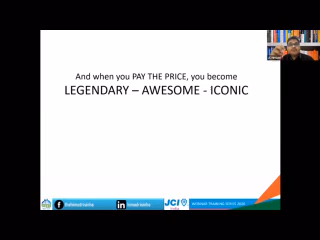 And when you PAY THE PRICE, you become
LEGENDARY – AWESOME - ICONIC
JCI